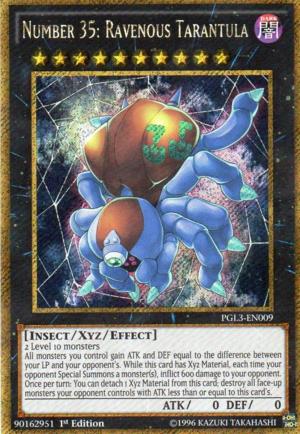 NUMBER 35: RAVENOUS TARANTULA
DARK
闇
35
PGL3-EN009
[INSECT/XYZ/EFFECT]
2 Level 10 monsters
All monsters you control gain ATK and DEF equal to the difference between
your LP and your opponent's. While this card has Xyz Material, each time your
opponent Special Summons a monster(s), inflict 600 damage to your opponent.
Once per turn: You can detach 1 Xyz Material from this card; destroy all face-up
monsters your opponent controls with ATK less than or equal to this card's.
ATK/ 0 DEF/ 0
90162951 1st Edition ©1996 KAZUKI TAKAHASHI